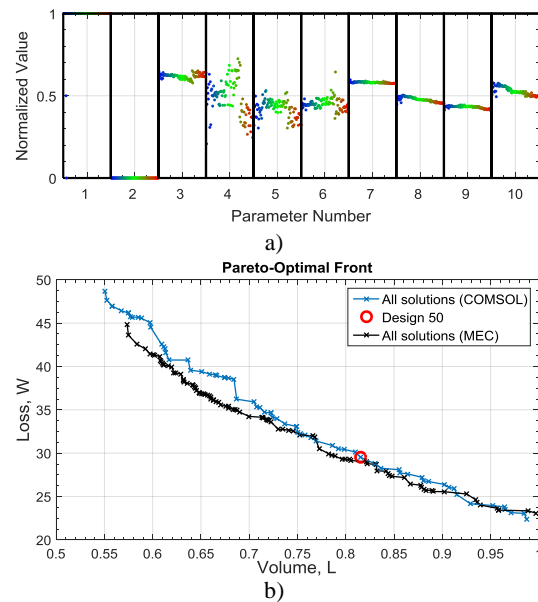 1
0.5
0
Normalized Value
1 2 3 4 5 6 7 8 9 10
Parameter Number
a)
Pareto-Optimal Front
50
45
40
35
30
25
20
Loss, W
All solutions (COMSOL)
Design 50
All solutions (MEC)
0.5 0.55 0.6 0.65 0.7 0.75 0.8 0.85 0.9 0.95 1
Volume, L
b)